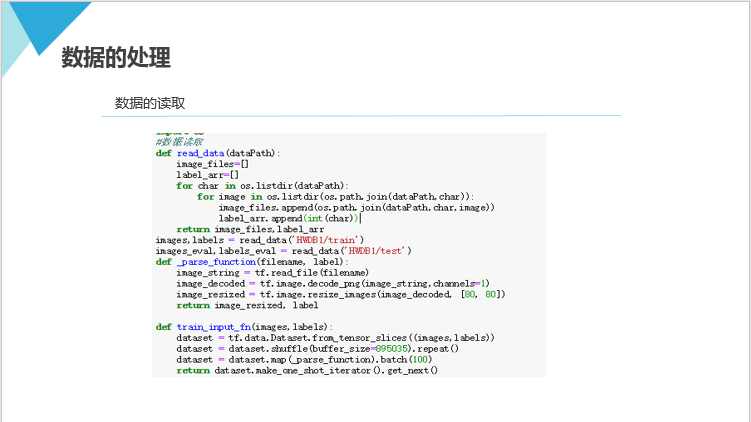 数据的处理
数据的读取
import os
#数据读取
def read_data(dataPath):
    image_files=[]
    label_arr=[]
    for char in os.listdir(dataPath):
        for image in os.listdir(os.path.join(dataPath,char)):
            image_files.append(os.path.join(dataPath,char,image))
            label_arr.append(int(char))
    return image_files,label_arr
images,labels = read_data('HWDB1/train')
images_eval,labels_eval = read_data('HWDB1/test')
def _parse_function(filename, label):
    image_string = tf.read_file(filename)
    image_decoded = tf.image.decode_png(image_string,channels=1)
    image_resized = tf.image.resize_images(image_decoded, [80, 80])
    return image_resized, label
def train_input_fn(images,labels):
    dataset = tf.data.Dataset.from_tensor_slices((images,labels))
    dataset = dataset.shuffle(buffer_size=895035).repeat()
    dataset = dataset.map(_parse_function).batch(100)
    return dataset.make_one_shot_iterator().get_next()